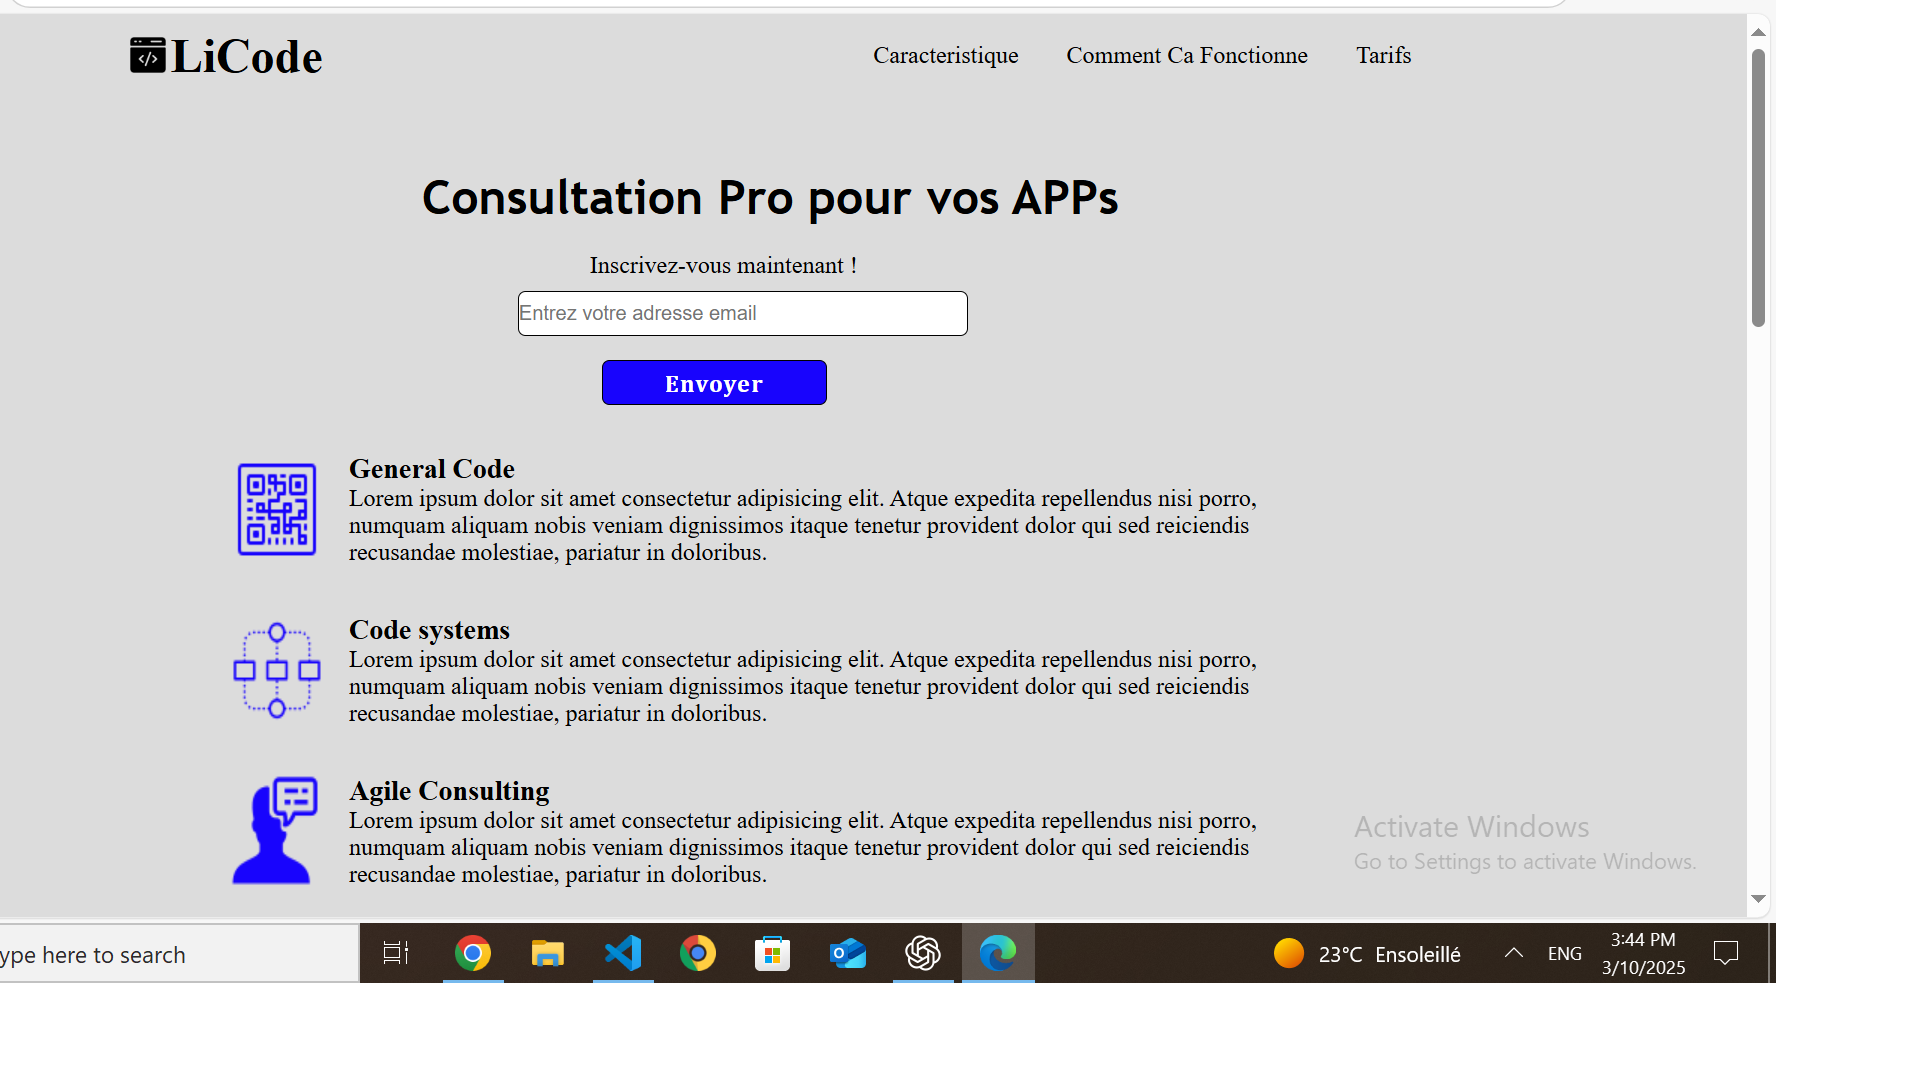 LiCode
Caracteristique Comment Ca Fonctionne Tarifs
Consultation Pro pour vos APPs
Inscrivez-vous maintenant !
Entrez votre adresse email
Envoyer
General Code
Lorem ipsum dolor sit amet consectetur adipisicing elit. Atque expedita repellendus nisi porro,
numquam aliquam nobis veniam dignissimos itaque tenetur provident dolor qui sed reiciendis
recusandae molestiae, pariatur in doloribus.
Code systems
Lorem ipsum dolor sit amet consectetur adipisicing elit. Atque expedita repellendus nisi porro,
numquam aliquam nobis veniam dignissimos itaque tenetur provident dolor qui sed reiciendis
recusandae molestiae, pariatur in doloribus.
Agile Consulting
Lorem ipsum dolor sit amet consectetur adipisicing elit. Atque expedita repellendus nisi porro,
numquam aliquam nobis veniam dignissimos itaque tenetur provident dolor qui sed reiciendis
recusandae molestiae, pariatur in doloribus.
Activate Windows
Go to Settings to activate Windows.
ype here to search
23°C Ensoleillé
ENG
3:44 PM
3/10/2025